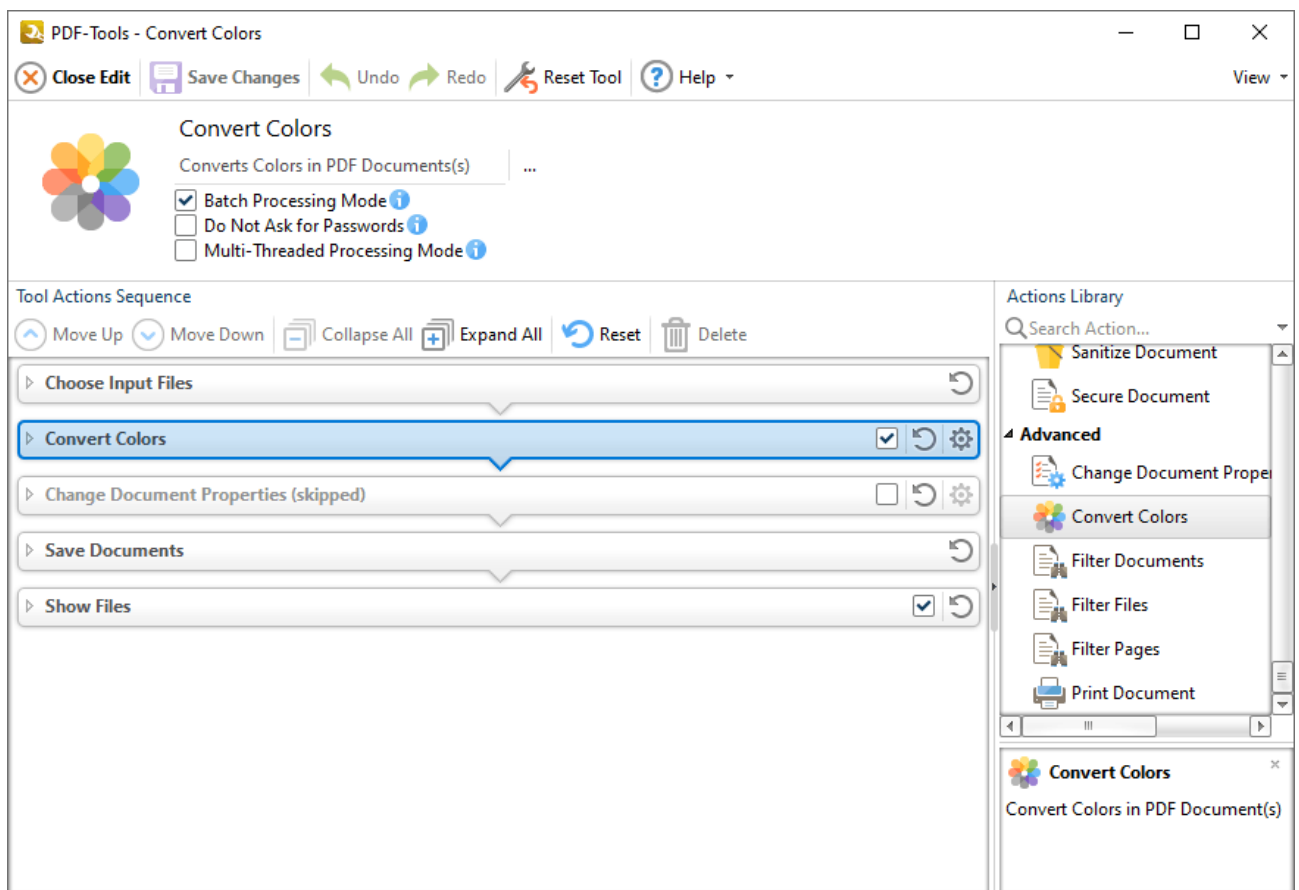 PDF-Tools - Convert Colors
Close Edit Save Changes Undo Redo Reset Tool Help View
Convert Colors
Converts Colors in PDF Documents(s) ...
Batch Processing Mode
Do Not Ask for Passwords
Multi-Threaded Processing Mode
Tool Actions Sequence
Move Up Move Down Collapse All Expand All Reset Delete
Choose Input Files
Convert Colors
Change Document Properties (skipped)
Save Documents
Show Files
Actions Library
Search Action...
Sanitize Document
Secure Document
Advanced
Change Document Proper
Convert Colors
Filter Documents
Filter Files
Filter Pages
Print Document
Convert Colors
Convert Colors in PDF Document(s)